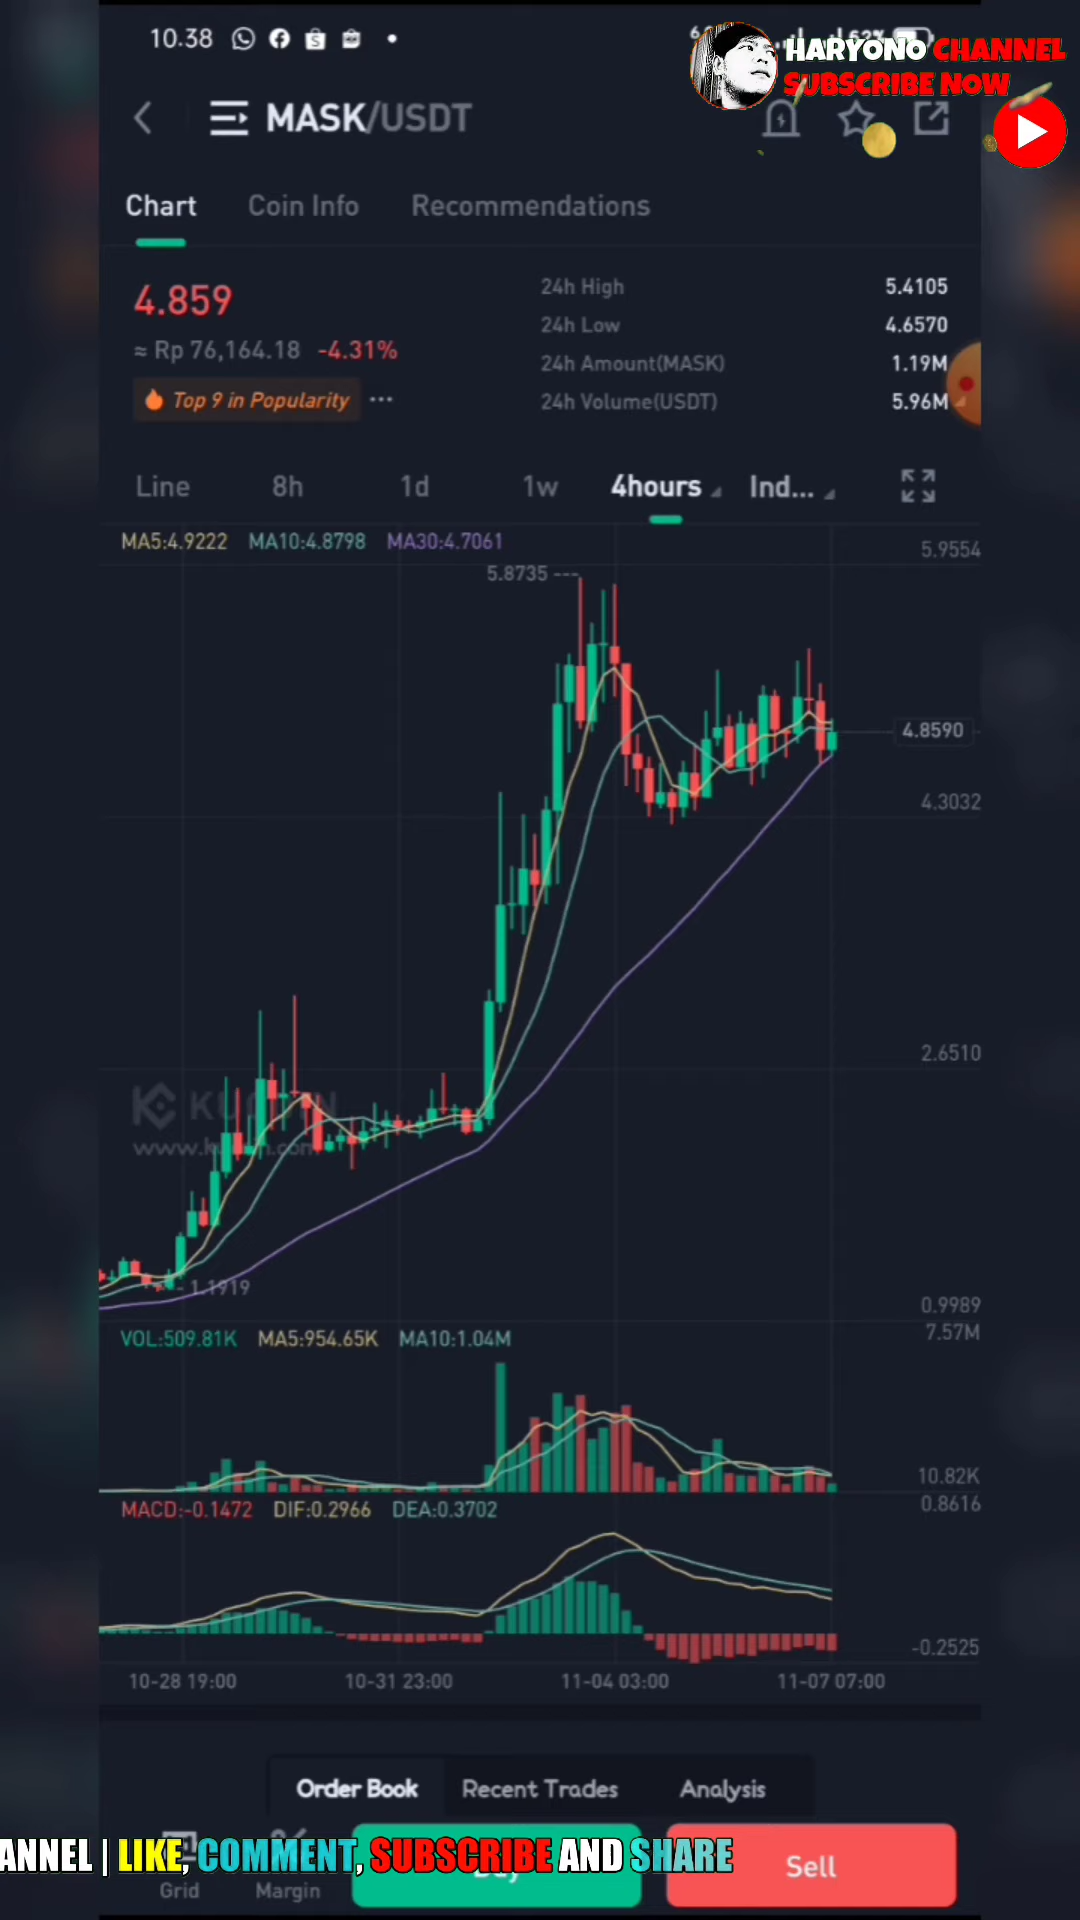 10.38
62%
HARYONO CHANNEL
SUBSCRIBE NOW
MASK/USDT
Chart Coin Info Recommendations
4.859
≈ Rp 76,164.18 -4.31%
Top 9 in Popularity ...
24h High 5.4105
24h Low 4.6570
24h Amount(MASK) 1.19M
24h Volume(USDT) 5.96M
Line 8h 1d 1w 4hours Ind...
MA5:4.9222 MA10:4.8798 MA30:4.7061
5.9554
5.8735
4.8590
4.3032
2.6510
KUCOIN
www.kucoin.com
1.1919
0.9989
VOL:509.81K MA5:954.65K MA10:1.04M
7.57M
10.82K
MACD:-0.1472 DIF:0.2966 DEA:0.3702
0.8616
-0.2525
10-28 19:00 10-31 23:00 11-04 03:00 11-07 07:00
Order Book Recent Trades Analysis
ANNEL | LIKE, COMMENT, SUBSCRIBE AND SHARE
Buy Sell
Grid Margin